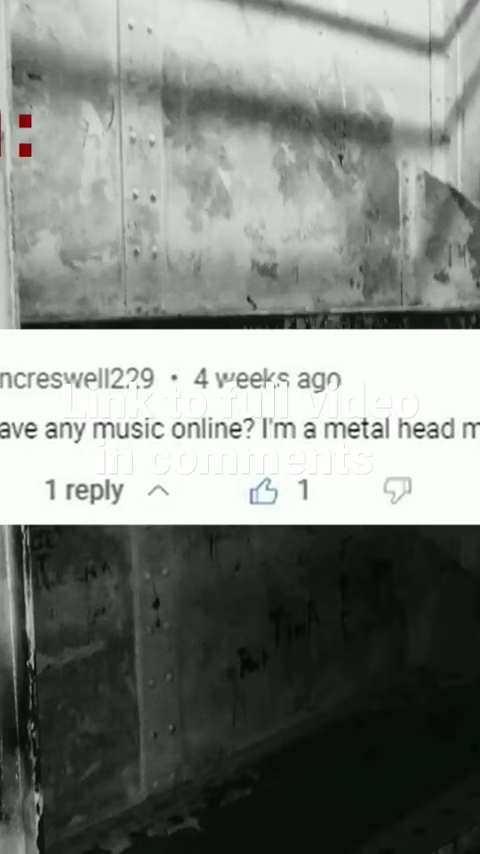 :
ncreswell229 • 4 weeks ago
Link to full video
ave any music online? I'm a metal head m
in comments
1 reply 1